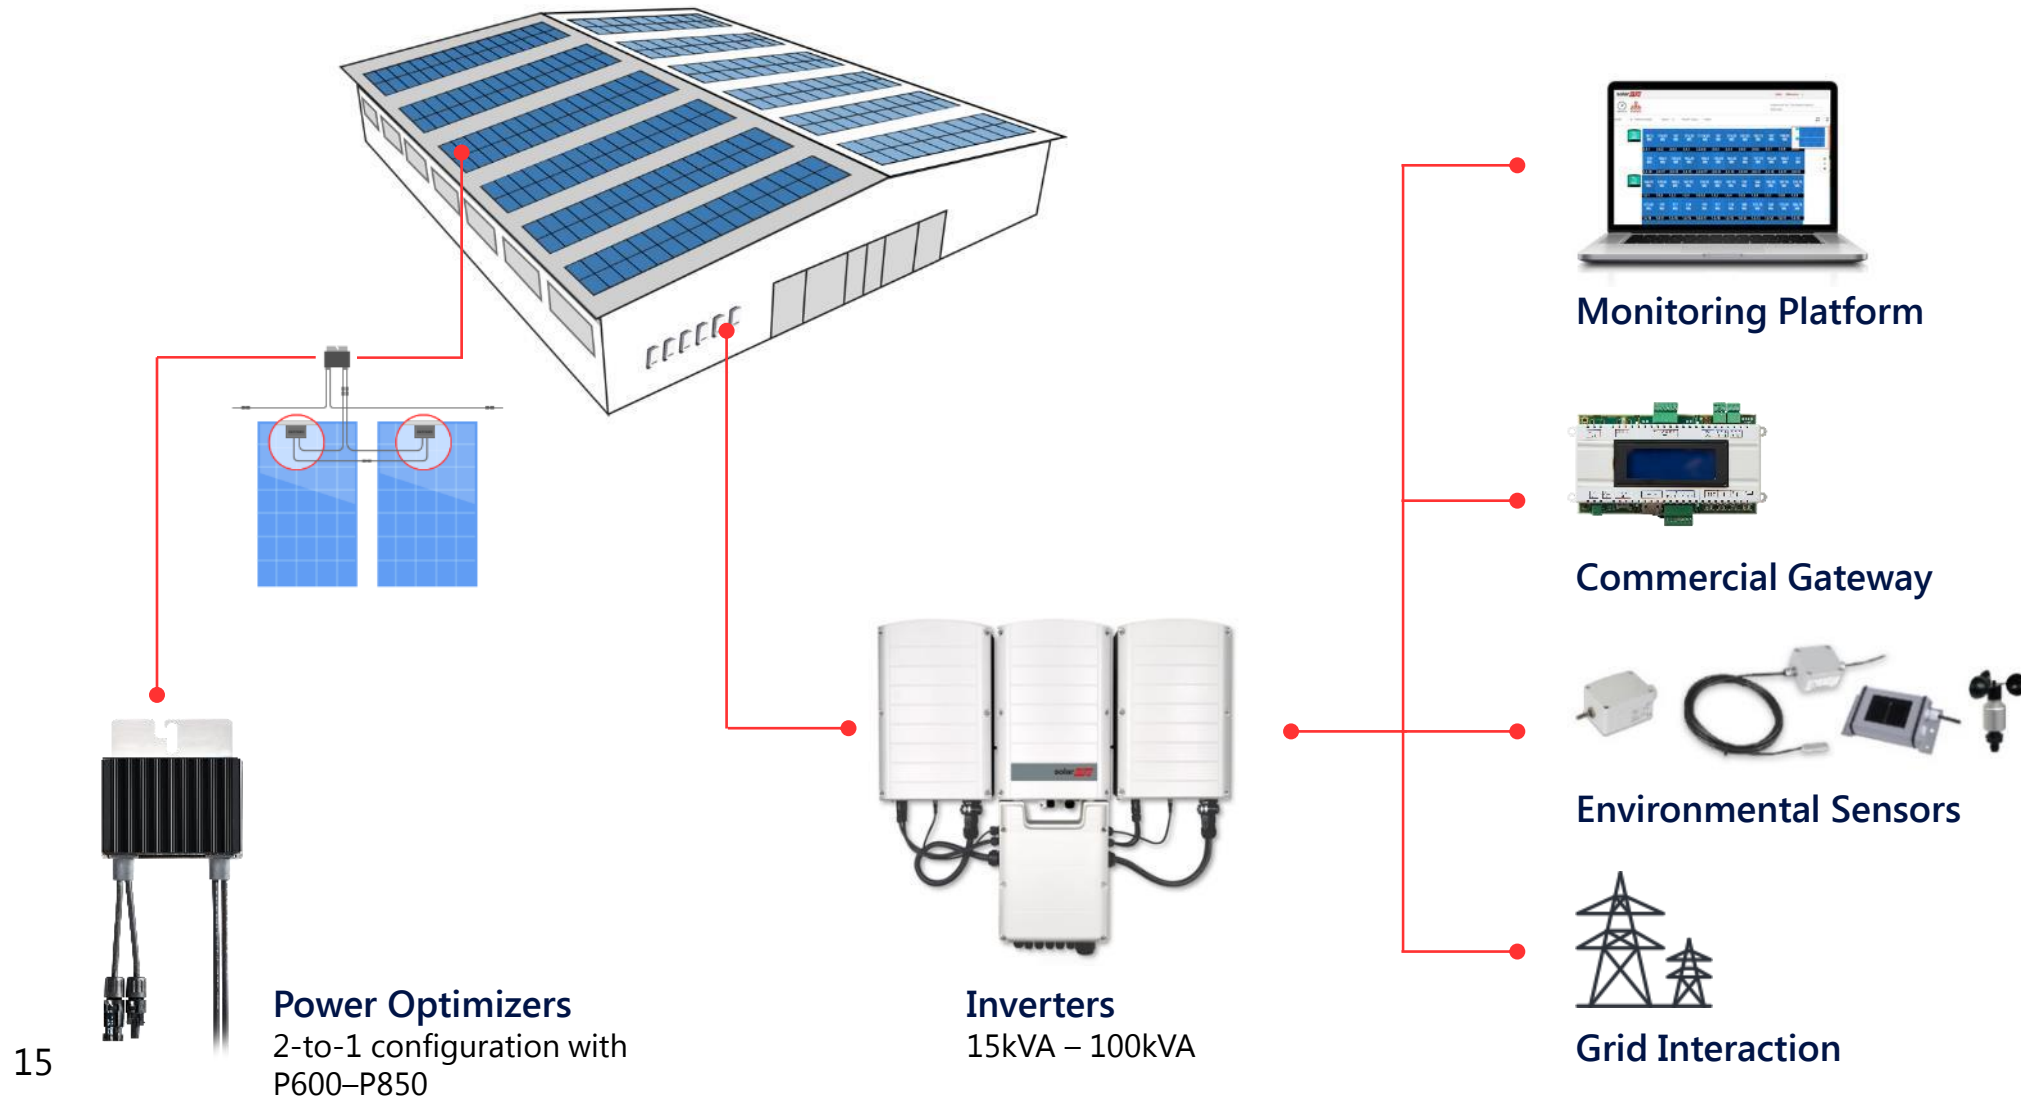 Monitoring Platform
Commercial Gateway
Environmental Sensors
solaredge
Power Optimizers
2-to-1 configuration with
P600–P850
Inverters
15kVA – 100kVA
Grid Interaction
15